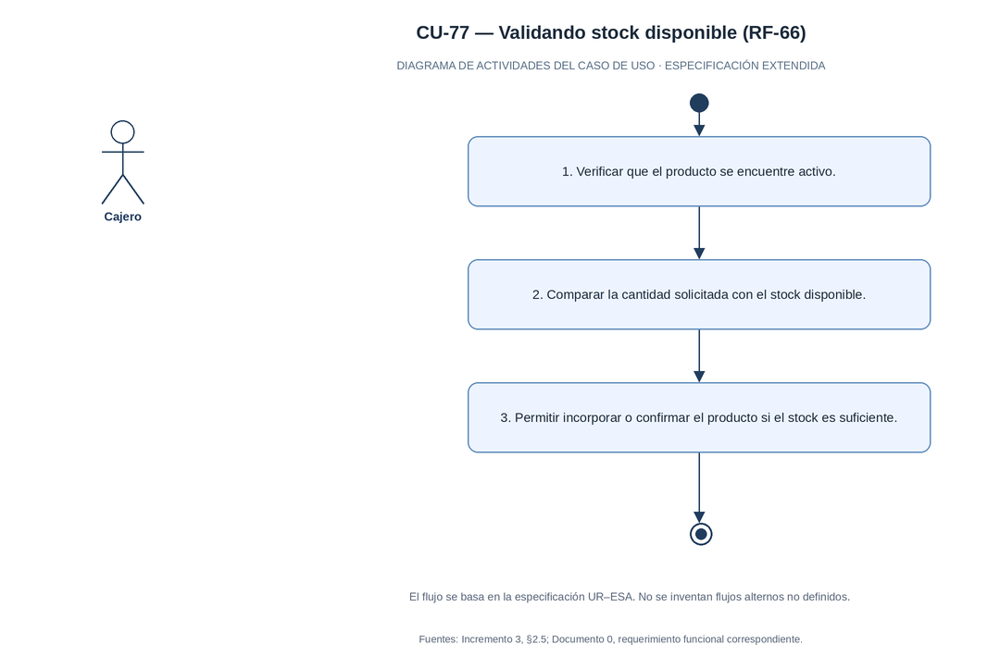 CU-77 — Validando stock disponible (RF-66)
DIAGRAMA DE ACTIVIDADES DEL CASO DE USO · ESPECIFICACIÓN EXTENDIDA
Cajero
1. Verificar que el producto se encuentre activo.
2. Comparar la cantidad solicitada con el stock disponible.
3. Permitir incorporar o confirmar el producto si el stock es suficiente.
El flujo se basa en la especificación UR–ESA. No se inventan flujos alternos no definidos.
Fuentes: Incremento 3, §2.5; Documento 0, requerimiento funcional correspondiente.